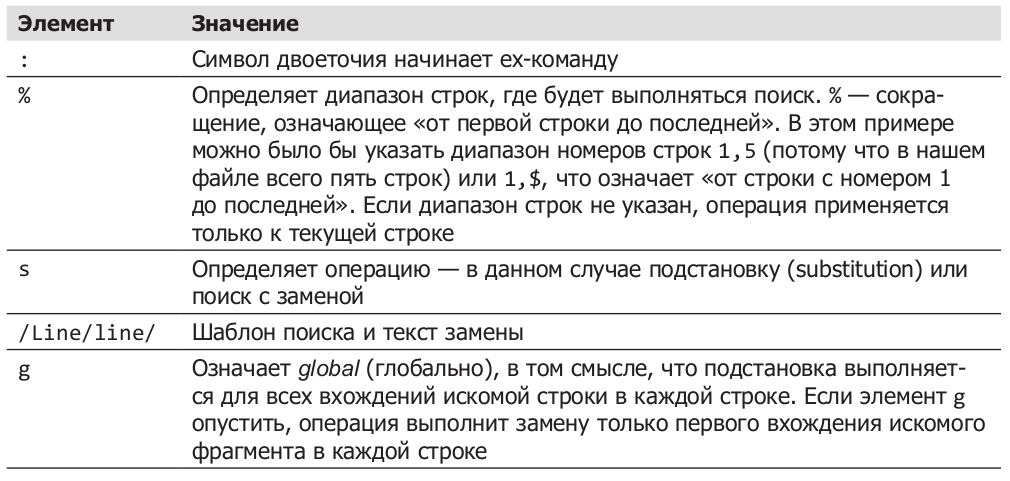 Элемент Значение
: Символ двоеточия начинает ex-команду
% Определяет диапазон строк, где будет выполняться поиск. % — сокра-
щение, означающее «от первой строки до последней». В этом примере
можно было бы указать диапазон номеров строк 1,5 (потому что в нашем
файле всего пять строк) или 1,$, что означает «от строки с номером 1
до последней». Если диапазон строк не указан, операция применяется
только к текущей строке
s Определяет операцию — в данном случае подстановку (substitution) или
поиск с заменой
/Line/line/ Шаблон поиска и текст замены
g Означает global (глобально), в том смысле, что подстановка выполняет-
ся для всех вхождений искомой строки в каждой строке. Если элемент g
опустить, операция выполнит замену только первого вхождения искомого
фрагмента в каждой строке